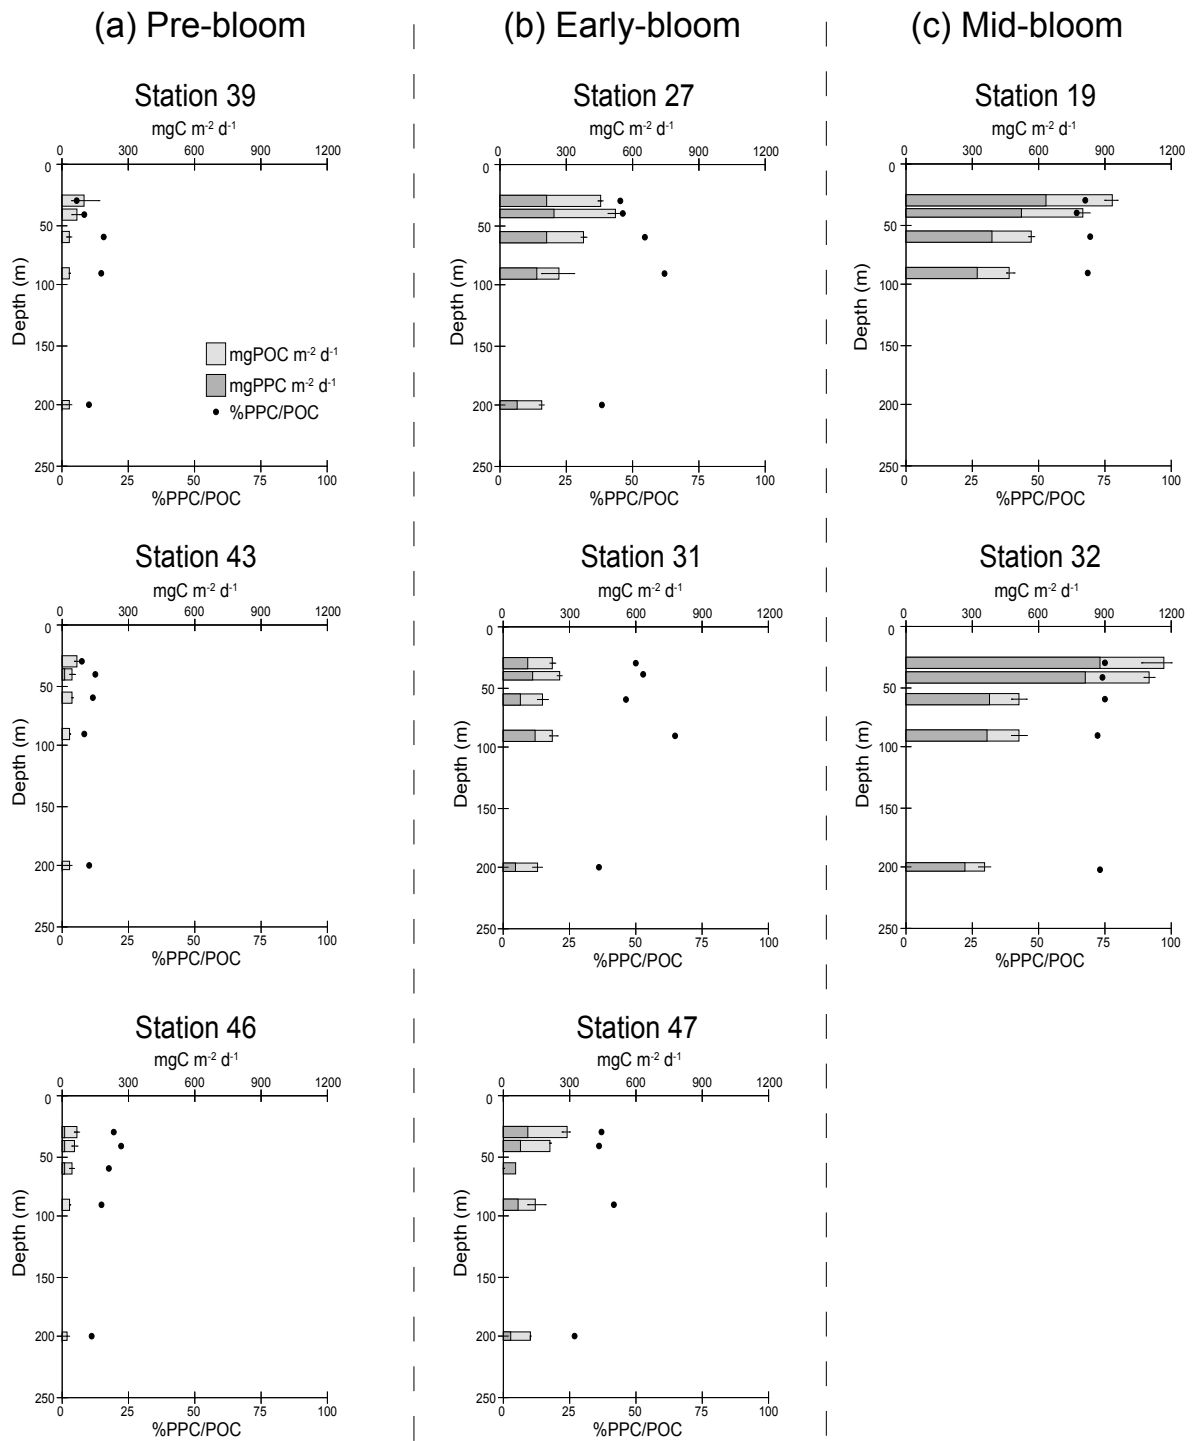 (a) Pre-bloom
(b) Early-bloom
(c) Mid-bloom
Station 39
mgC m-2 d-1
0 300 600 900 1200
0
50
100
150
200
250
Depth (m)
mgPOC m-2 d-1
mgPPC m-2 d-1
%PPC/POC
0 25 50 75 100
%PPC/POC
Station 27
mgC m-2 d-1
0 300 600 900 1200
0
50
100
150
200
250
Depth (m)
0 25 50 75 100
%PPC/POC
Station 19
mgC m-2 d-1
0 300 600 900 1200
0
50
100
150
200
250
Depth (m)
0 25 50 75 100
%PPC/POC
Station 43
mgC m-2 d-1
0 300 600 900 1200
0
50
100
150
200
250
Depth (m)
0 25 50 75 100
%PPC/POC
Station 31
mgC m-2 d-1
0 300 600 900 1200
0
50
100
150
200
250
Depth (m)
0 25 50 75 100
%PPC/POC
Station 32
mgC m-2 d-1
0 300 600 900 1200
0
50
100
150
200
250
Depth (m)
0 25 50 75 100
%PPC/POC
Station 46
mgC m-2 d-1
0 300 600 900 1200
0
50
100
150
200
250
Depth (m)
0 25 50 75 100
%PPC/POC
Station 47
mgC m-2 d-1
0 300 600 900 1200
0
50
100
150
200
250
Depth (m)
0 25 50 75 100
%PPC/POC